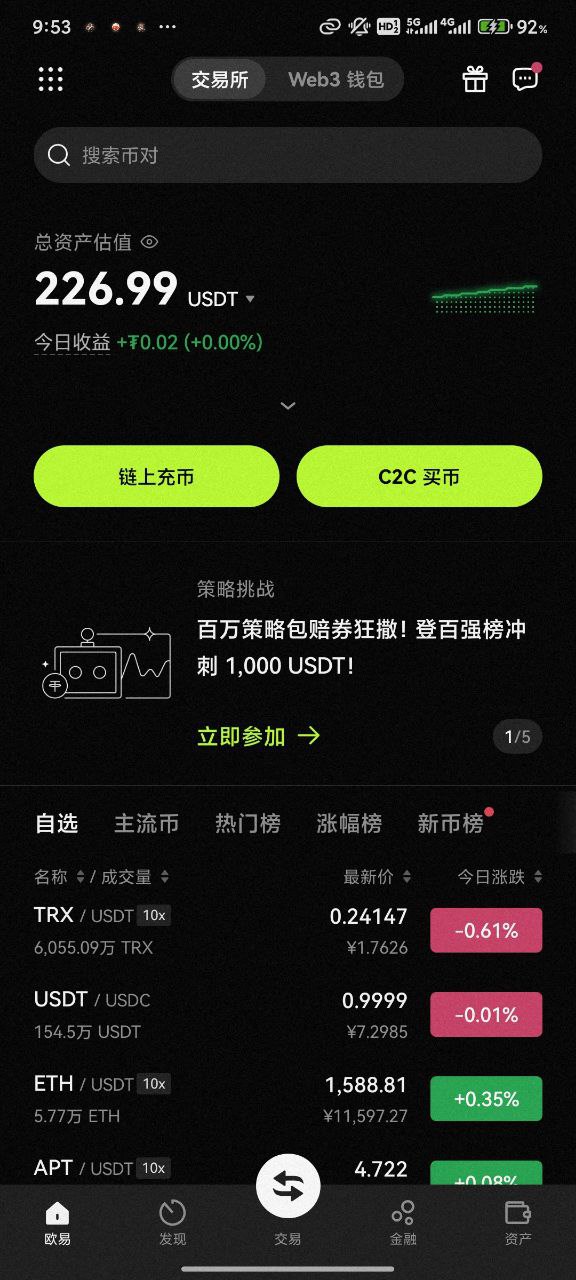 9:53 ... HD 5G 4G 92%
交易所 Web3 钱包
搜索币对
总资产估值
226.99 USDT
今日收益 +₮0.02 (+0.00%)
链上充币 C2C 买币
策略挑战
百万策略包赔券狂撒！登百强榜冲
刺 1,000 USDT！
立即参加 →
1/5
自选 主流币 热门榜 涨幅榜 新币榜
名称 / 成交量 最新价 今日涨跌
TRX / USDT 10x 0.24147 -0.61%
6,055.09万 TRX ¥1.7626
USDT / USDC 0.9999 -0.01%
154.5万 USDT ¥7.2985
ETH / USDT 10x 1,588.81 +0.35%
5.77万 ETH ¥11,597.27
APT / USDT 10x 4.722 +0.08%
欧易 发现 交易 金融 资产